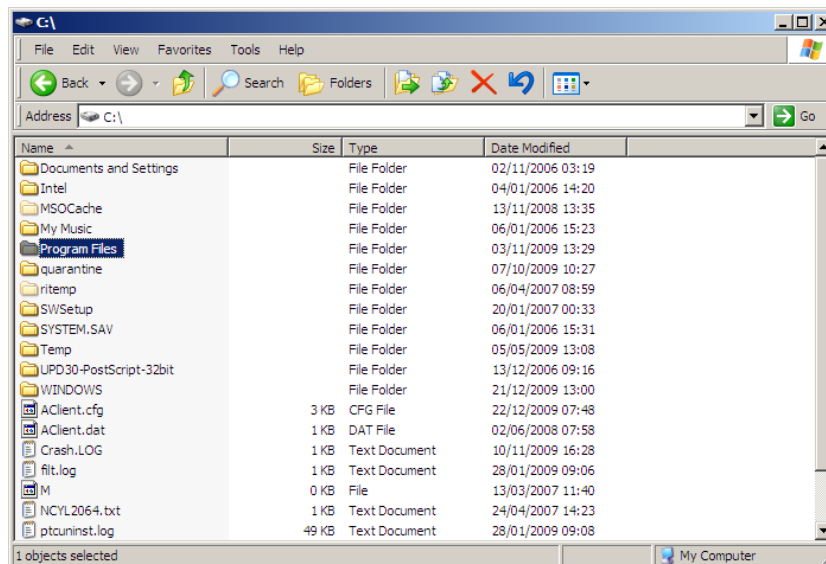 C:\
File Edit View Favorites Tools Help
Back Search Folders
Address C:\ Go
Name Size Type Date Modified
Documents and Settings File Folder 02/11/2006 03:19
Intel File Folder 04/01/2006 14:20
MSOCache File Folder 13/11/2008 13:35
My Music File Folder 06/01/2006 15:23
Program Files File Folder 03/11/2009 13:29
quarantine File Folder 07/10/2009 10:27
ritemp File Folder 06/04/2007 08:59
SWSetup File Folder 20/01/2007 00:33
SYSTEM.SAV File Folder 06/01/2006 15:31
Temp File Folder 05/05/2009 13:08
UPD30-PostScript-32bit File Folder 13/12/2006 09:16
WINDOWS File Folder 21/12/2009 13:00
AClient.cfg 3 KB CFG File 22/12/2009 07:48
AClient.dat 1 KB DAT File 02/06/2008 07:58
Crash.LOG 1 KB Text Document 10/11/2009 16:28
filt.log 1 KB Text Document 28/01/2009 09:06
M 0 KB File 13/03/2007 11:40
NCYL2064.txt 1 KB Text Document 24/04/2007 14:23
ptcuninst.log 49 KB Text Document 28/01/2009 09:08
1 objects selected My Computer